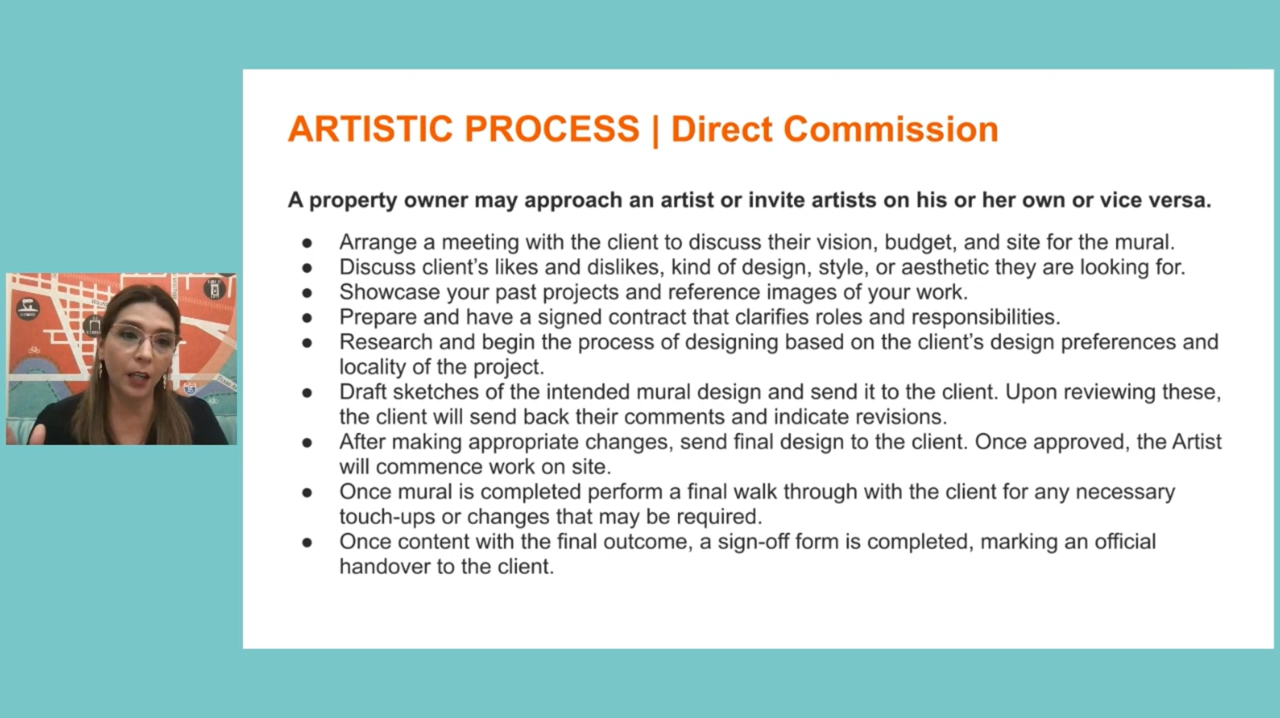 ARTISTIC PROCESS | Direct Commission
A property owner may approach an artist or invite artists on his or her own or vice versa.
● Arrange a meeting with the client to discuss their vision, budget, and site for the mural.
● Discuss client's likes and dislikes, kind of design, style, or aesthetic they are looking for.
● Showcase your past projects and reference images of your work.
● Prepare and have a signed contract that clarifies roles and responsibilities.
● Research and begin the process of designing based on the client's design preferences and
locality of the project.
● Draft sketches of the intended mural design and send it to the client. Upon reviewing these,
the client will send back their comments and indicate revisions.
● After making appropriate changes, send final design to the client. Once approved, the Artist
will commence work on site.
● Once mural is completed perform a final walk through with the client for any necessary
touch-ups or changes that may be required.
● Once content with the final outcome, a sign-off form is completed, marking an official
handover to the client.